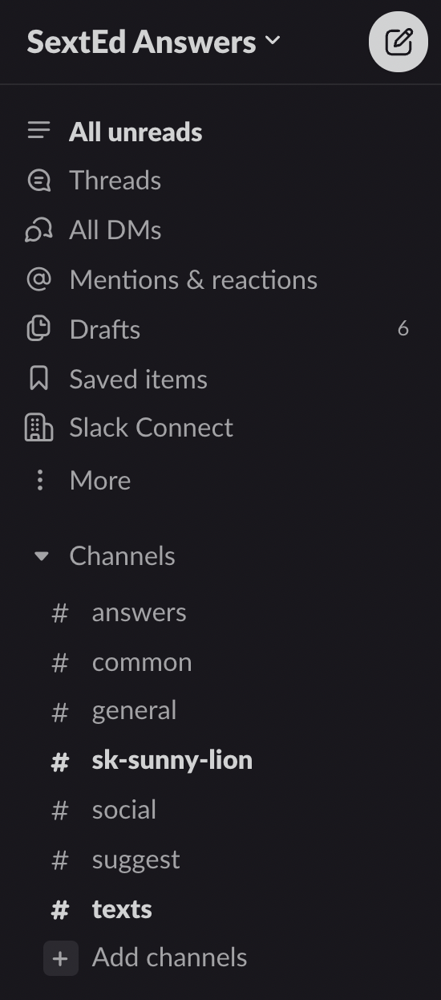 SextEd Answers
All unreads
Threads
All DMs
@ Mentions & reactions
Drafts 6
Saved items
Slack Connect
More
Channels
# answers
# common
# general
# sk-sunny-lion
# social
# suggest
# texts
+ Add channels